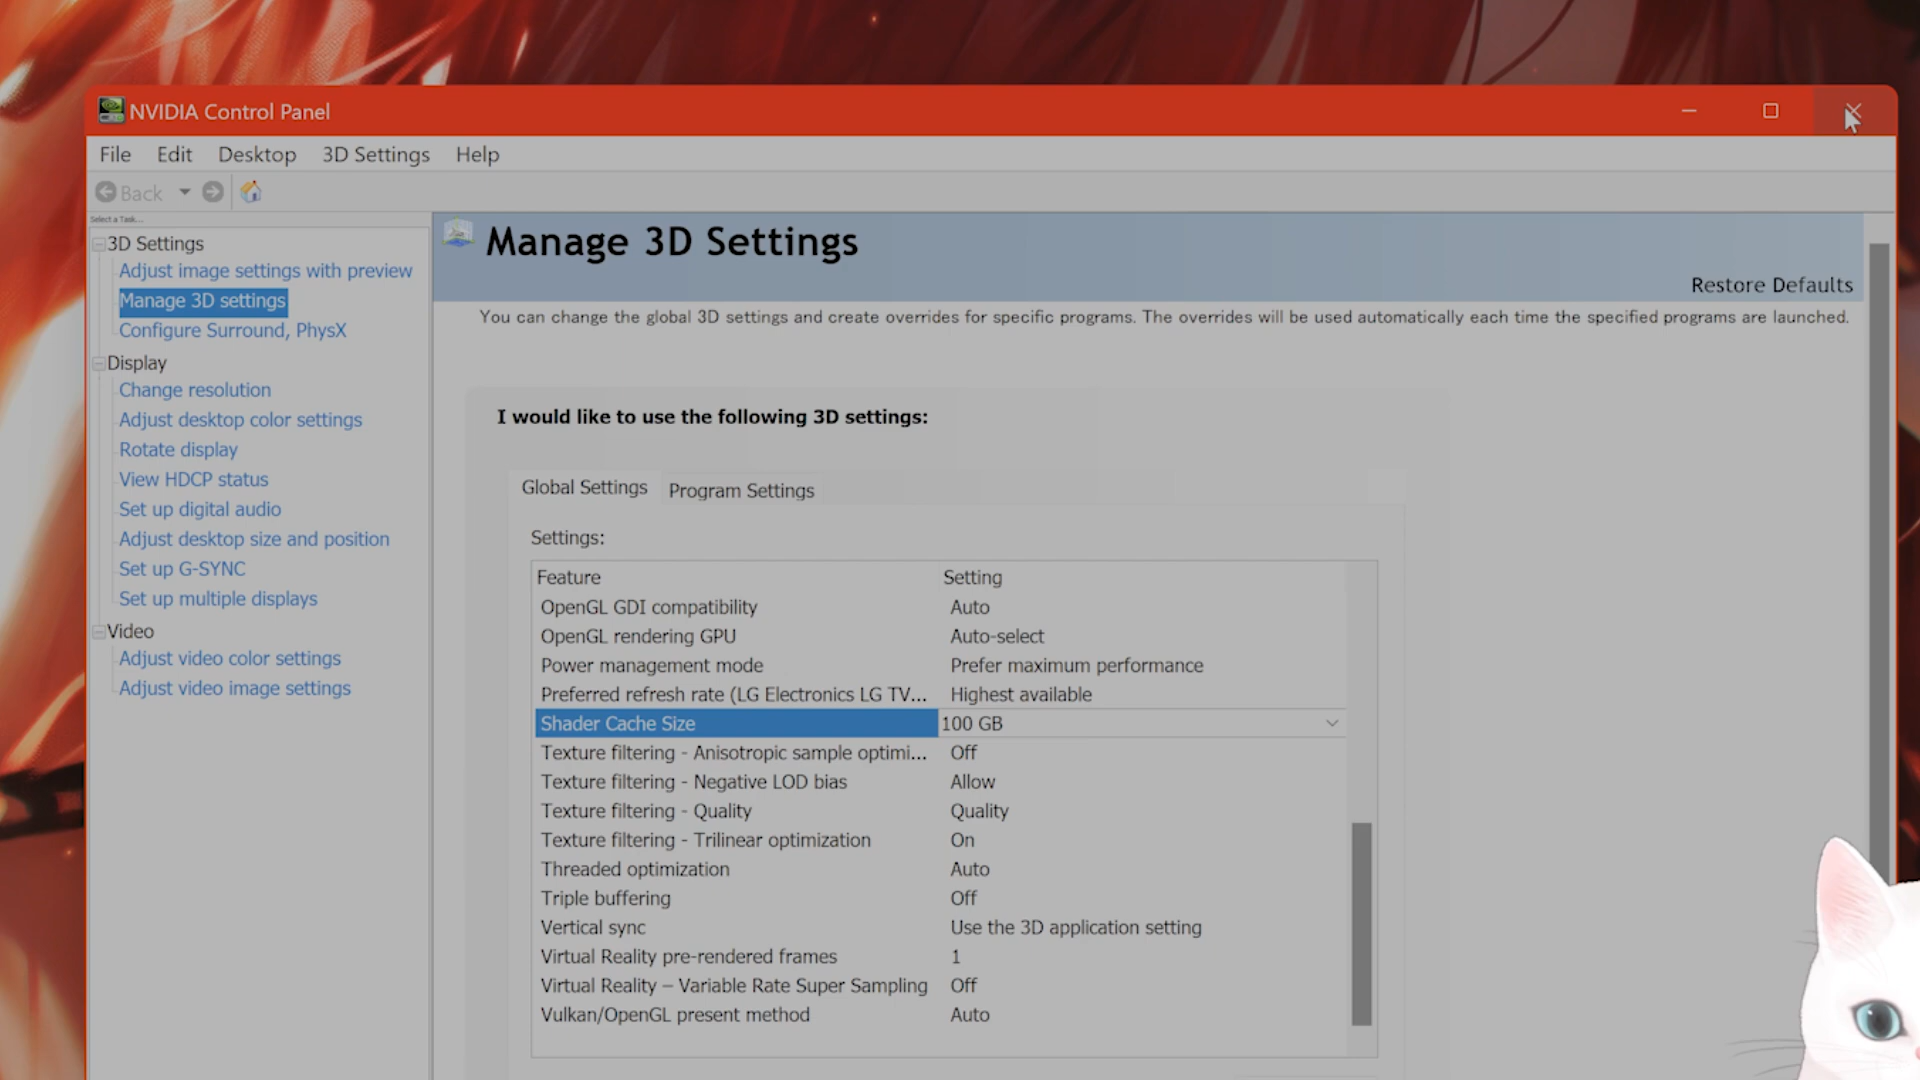 NVIDIA Control Panel
File Edit Desktop 3D Settings Help
Back
Select a Task...
3D Settings
Adjust image settings with preview
Manage 3D settings
Configure Surround, PhysX
Display
Change resolution
Adjust desktop color settings
Rotate display
View HDCP status
Set up digital audio
Adjust desktop size and position
Set up G-SYNC
Set up multiple displays
Video
Adjust video color settings
Adjust video image settings
Manage 3D Settings
Restore Defaults
You can change the global 3D settings and create overrides for specific programs. The overrides will be used automatically each time the specified programs are launched.
I would like to use the following 3D settings:
Global Settings Program Settings
Settings:
Feature Setting
OpenGL GDI compatibility Auto
OpenGL rendering GPU Auto-select
Power management mode Prefer maximum performance
Preferred refresh rate (LG Electronics LG TV... Highest available
Shader Cache Size 100 GB
Texture filtering - Anisotropic sample optimi... Off
Texture filtering - Negative LOD bias Allow
Texture filtering - Quality Quality
Texture filtering - Trilinear optimization On
Threaded optimization Auto
Triple buffering Off
Vertical sync Use the 3D application setting
Virtual Reality pre-rendered frames 1
Virtual Reality – Variable Rate Super Sampling Off
Vulkan/OpenGL present method Auto